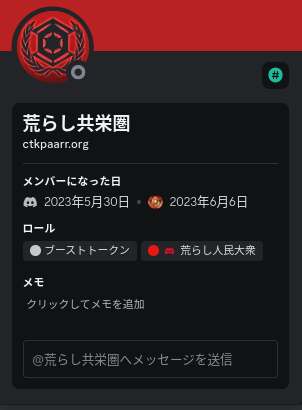 #
荒らし共栄圏
ctkpaarr.org
メンバーになった日
2023年5月30日 2023年6月6日
ロール
ブーストトークン 荒らし人民大衆
メモ
クリックしてメモを追加
@荒らし共栄圏へメッセージを送信